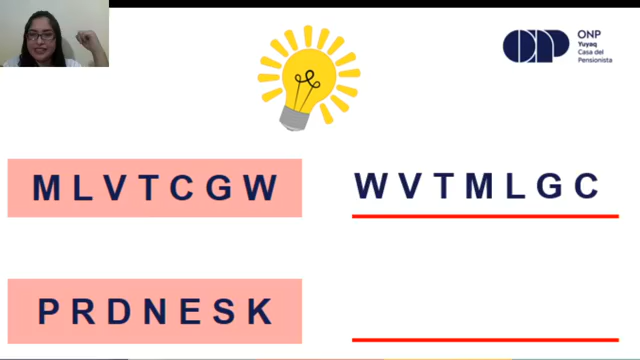 ONP
Yuyaq
Casa del
Pensionista
M L V T C G W
W V T M L G C
P R D N E S K